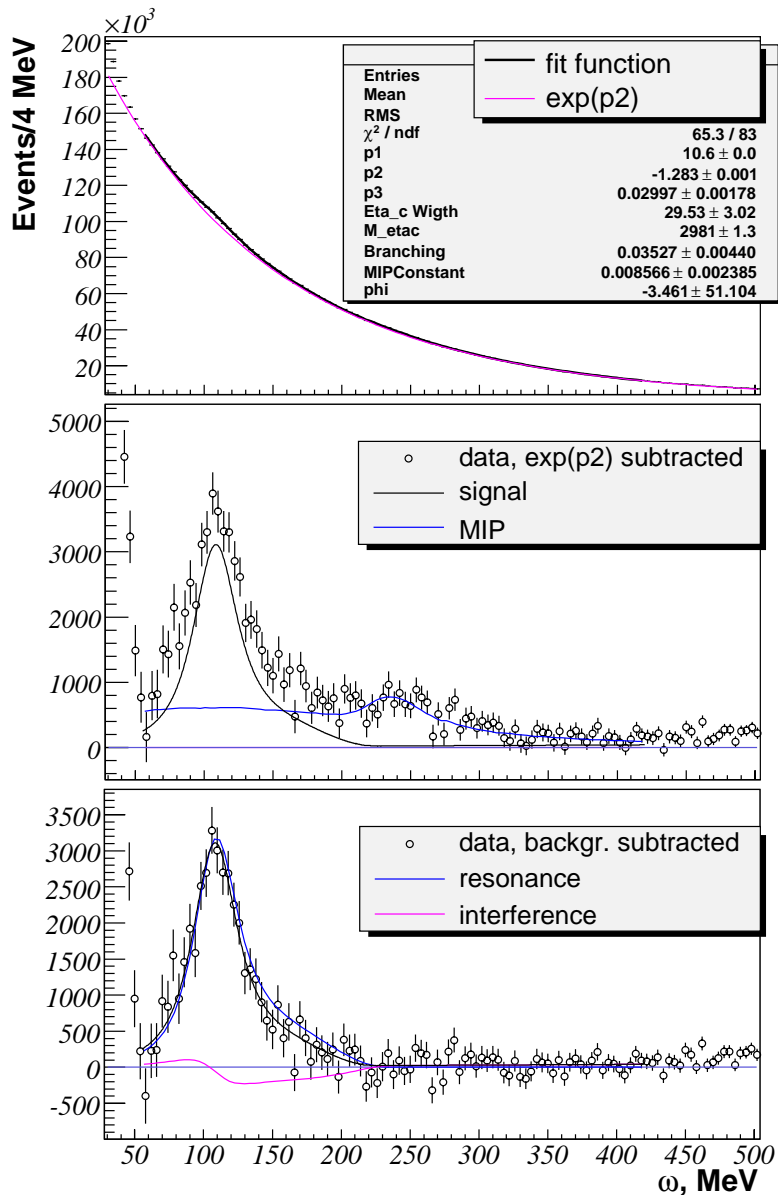 ×10³
200
180
160
140
120
100
80
60
40
20
Events/4 MeV
fit function
exp(p2)
Entries
Mean
RMS
χ² / ndf 65.3 / 83
p1 10.6 ± 0.0
p2 -1.283 ± 0.001
p3 0.02997 ± 0.00178
Eta_c Wigth 29.53 ± 3.02
M_etac 2981 ± 1.3
Branching 0.03527 ± 0.00440
MIPConstant 0.008566 ± 0.002385
phi -3.461 ± 51.104
5000
4000
3000
2000
1000
0
data, exp(p2) subtracted
signal
MIP
3500
3000
2500
2000
1500
1000
500
0
-500
data, backgr. subtracted
resonance
interference
50 100 150 200 250 300 350 400 450 500
ω, MeV